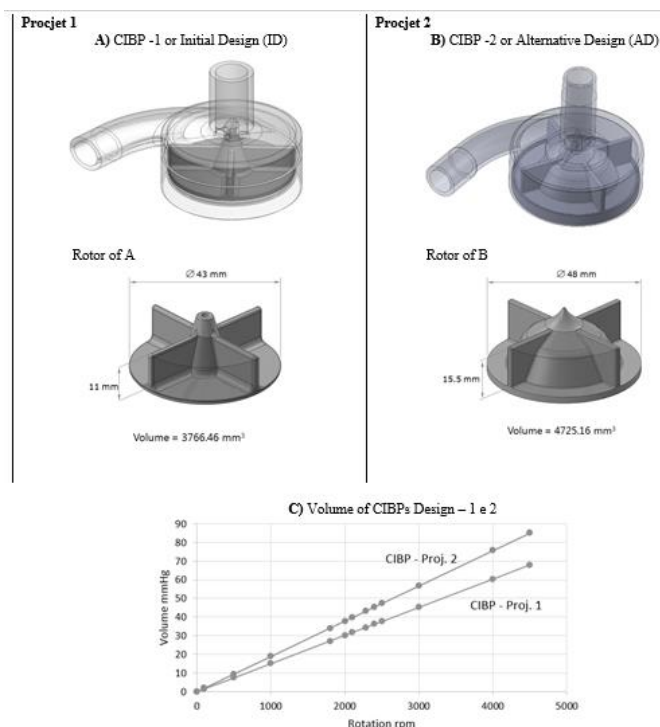 Procjet 1
A) CIBP -1 or Initial Design (ID)
Rotor of A
Ø 43 mm
11 mm
Volume = 3766.46 mm³
Procjet 2
B) CIBP -2 or Alternative Design (AD)
Rotor of B
Ø 48 mm
15.5 mm
Volume = 4725.16 mm³
C) Volume of CIBPs Design – 1 e 2
Volume mmHg
90
80
70
60
50
40
30
20
10
0
CIBP - Proj. 2
CIBP - Proj. 1
0 1000 2000 3000 4000 5000
Rotation rpm